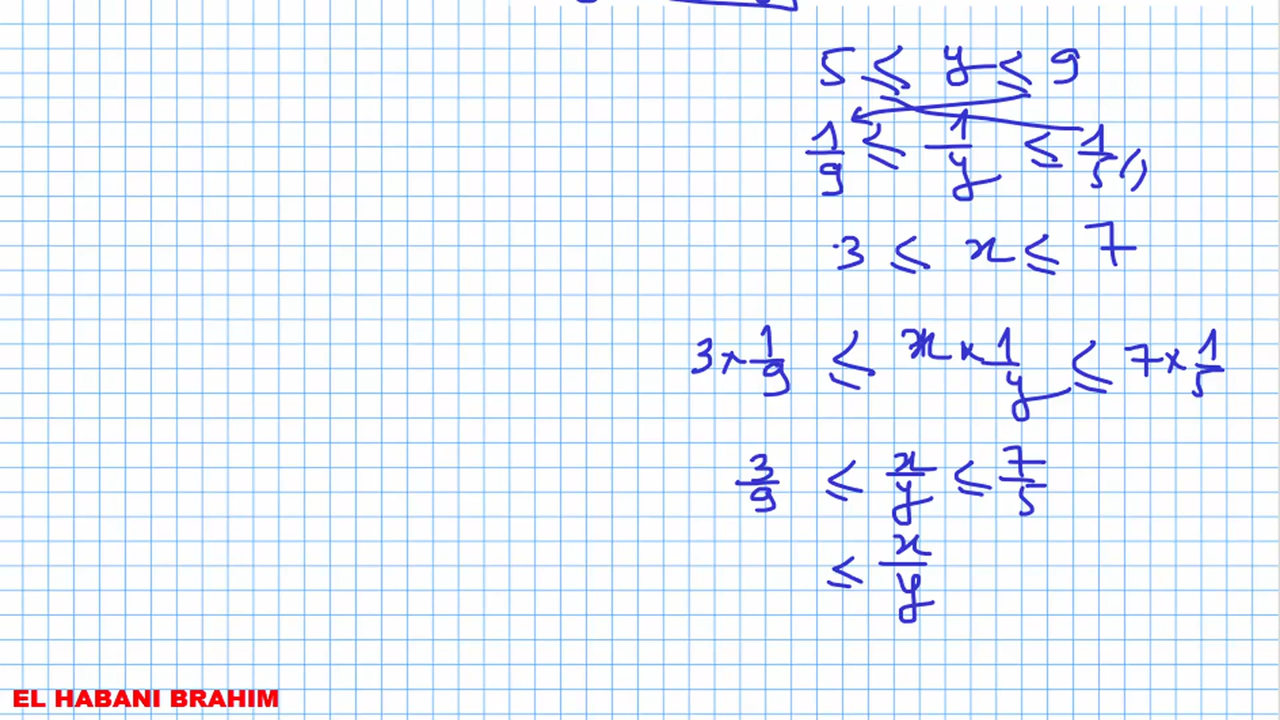 5 ≤ y ≤ 9
1/9 ≤ 1/y ≤ 1/5
3 ≤ x ≤ 7
3 × 1/9 ≤ x × 1/y ≤ 7 × 1/5
3/9 ≤ x/y ≤ 7/5
≤ x/y
EL HABANI BRAHIM